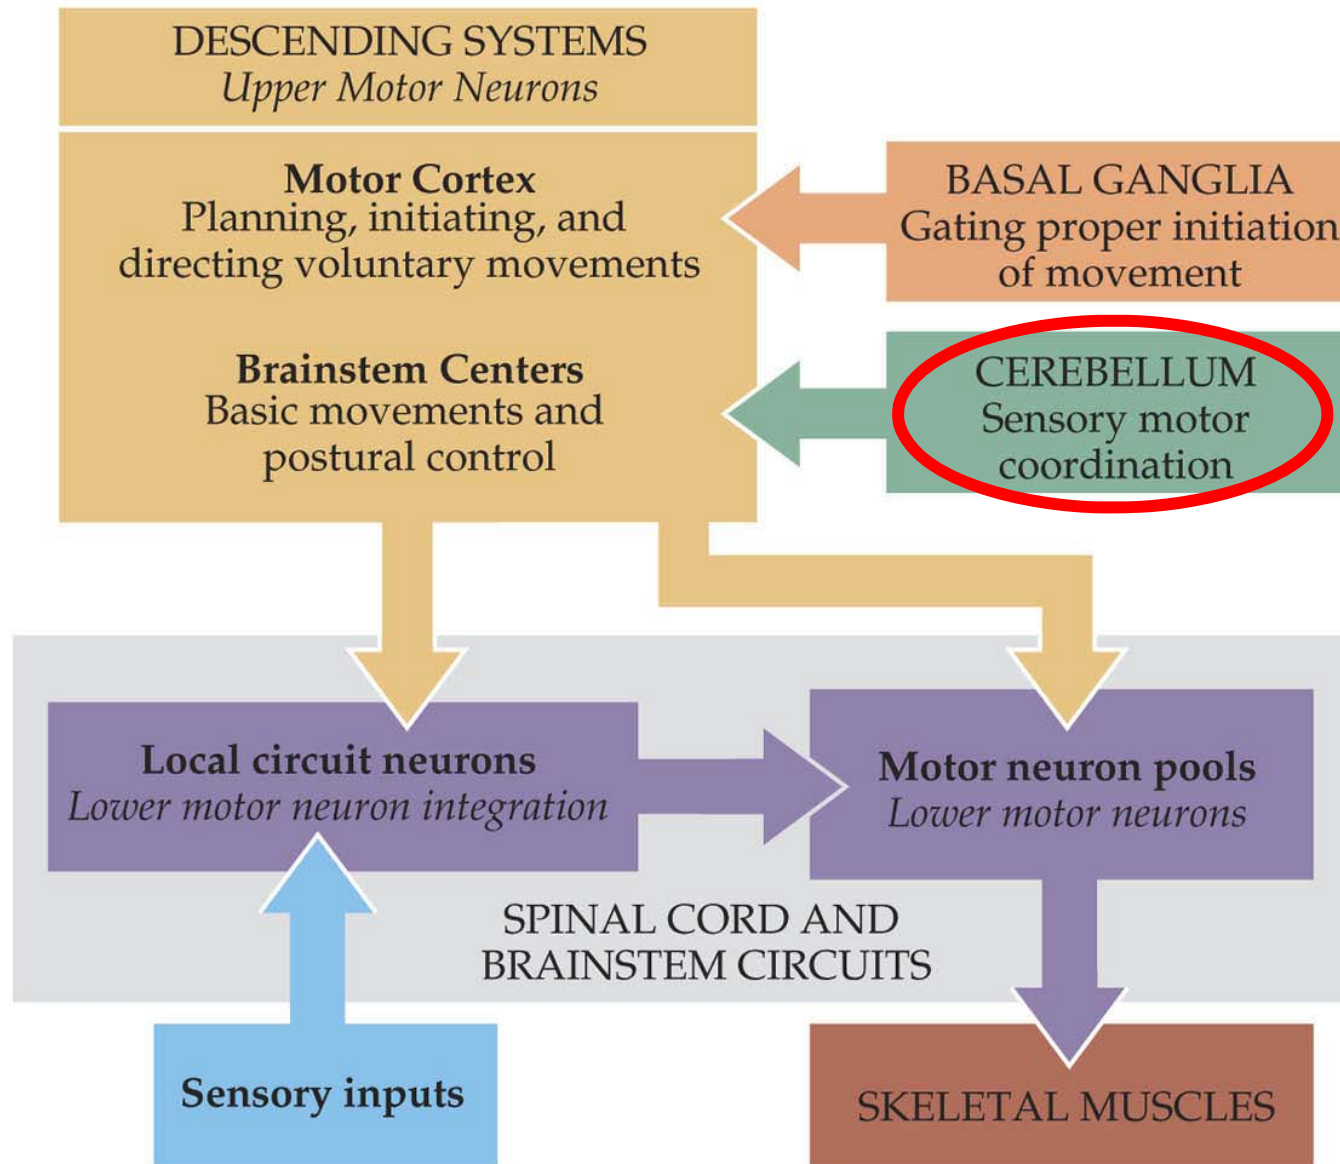 DESCENDING SYSTEMS
Upper Motor Neurons
Motor Cortex
Planning, initiating, and
directing voluntary movements
Brainstem Centers
Basic movements and
postural control
BASAL GANGLIA
Gating proper initiation
of movement
CEREBELLUM
Sensory motor
coordination
Local circuit neurons
Lower motor neuron integration
Motor neuron pools
Lower motor neurons
SPINAL CORD AND
BRAINSTEM CIRCUITS
Sensory inputs
SKELETAL MUSCLES